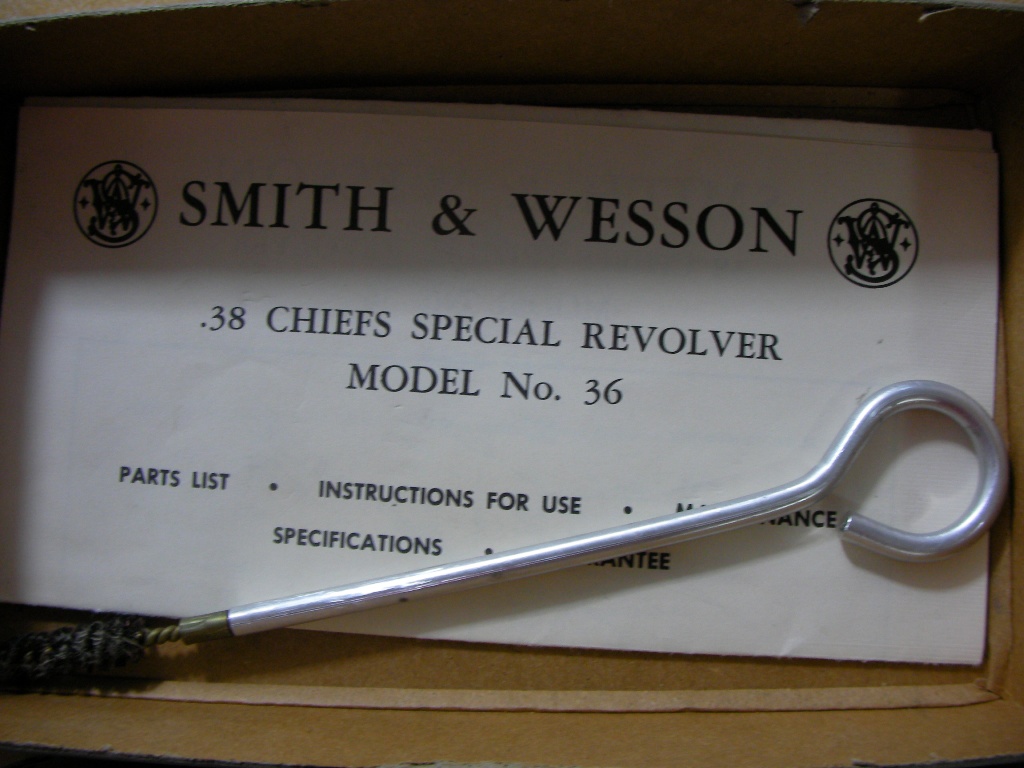 SMITH & WESSON
.38 CHIEFS SPECIAL REVOLVER
MODEL No. 36
PARTS LIST • INSTRUCTIONS FOR USE •
SPECIFICATIONS •